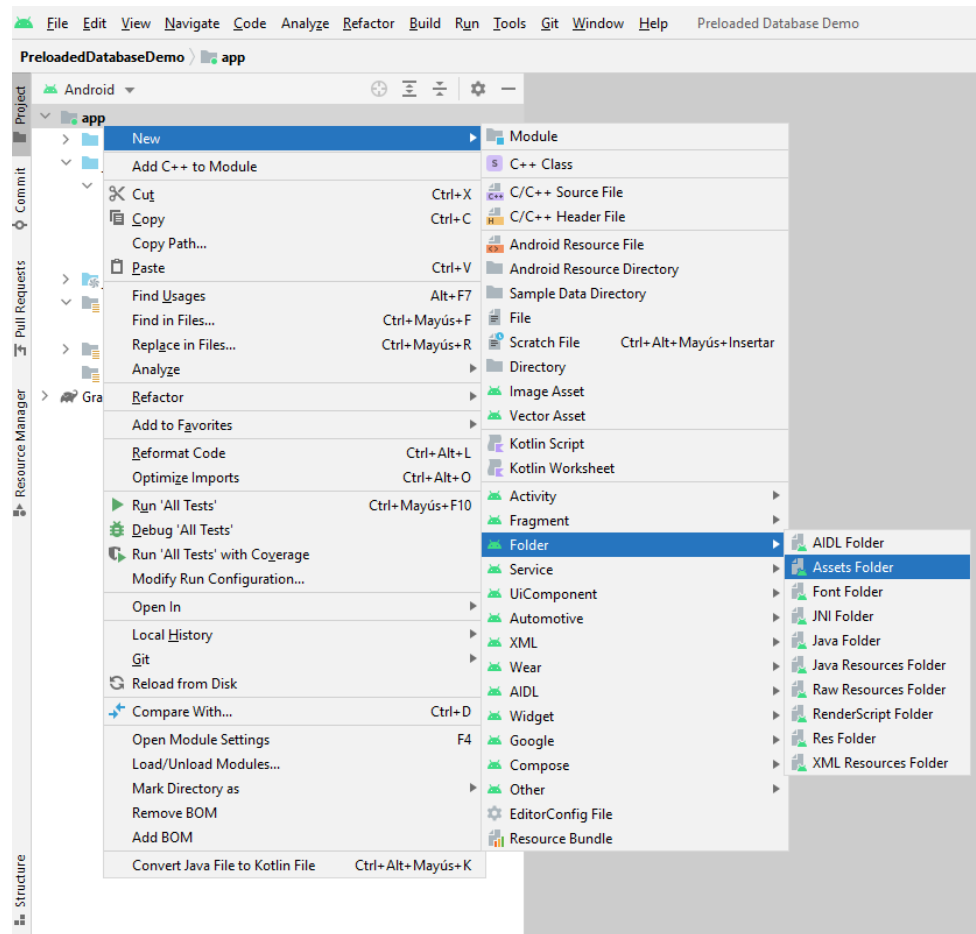 File Edit View Navigate Code Analyze Refactor Build Run Tools Git Window Help Preloaded Database Demo
PreloadedDatabaseDemo app
Android
app
Gra
Project
Commit
Pull Requests
Resource Manager
Structure
New
Add C++ to Module
Cut Ctrl+X
Copy Ctrl+C
Copy Path...
Paste Ctrl+V
Find Usages Alt+F7
Find in Files... Ctrl+Mayús+F
Replace in Files... Ctrl+Mayús+R
Analyze
Refactor
Add to Favorites
Reformat Code Ctrl+Alt+L
Optimize Imports Ctrl+Alt+O
Run 'All Tests' Ctrl+Mayús+F10
Debug 'All Tests'
Run 'All Tests' with Coverage
Modify Run Configuration...
Open In
Local History
Git
Reload from Disk
Compare With... Ctrl+D
Open Module Settings F4
Load/Unload Modules...
Mark Directory as
Remove BOM
Add BOM
Convert Java File to Kotlin File Ctrl+Alt+Mayús+K
Module
S C++ Class
C++ C/C++ Source File
H C/C++ Header File
Android Resource File
Android Resource Directory
Sample Data Directory
File
Scratch File Ctrl+Alt+Mayús+Insertar
Directory
Image Asset
Vector Asset
Kotlin Script
Kotlin Worksheet
Activity
Fragment
Folder
Service
UiComponent
Automotive
XML
Wear
AIDL
Widget
Google
Compose
Other
EditorConfig File
Resource Bundle
AIDL Folder
Assets Folder
Font Folder
JNI Folder
Java Folder
Java Resources Folder
Raw Resources Folder
RenderScript Folder
Res Folder
XML Resources Folder